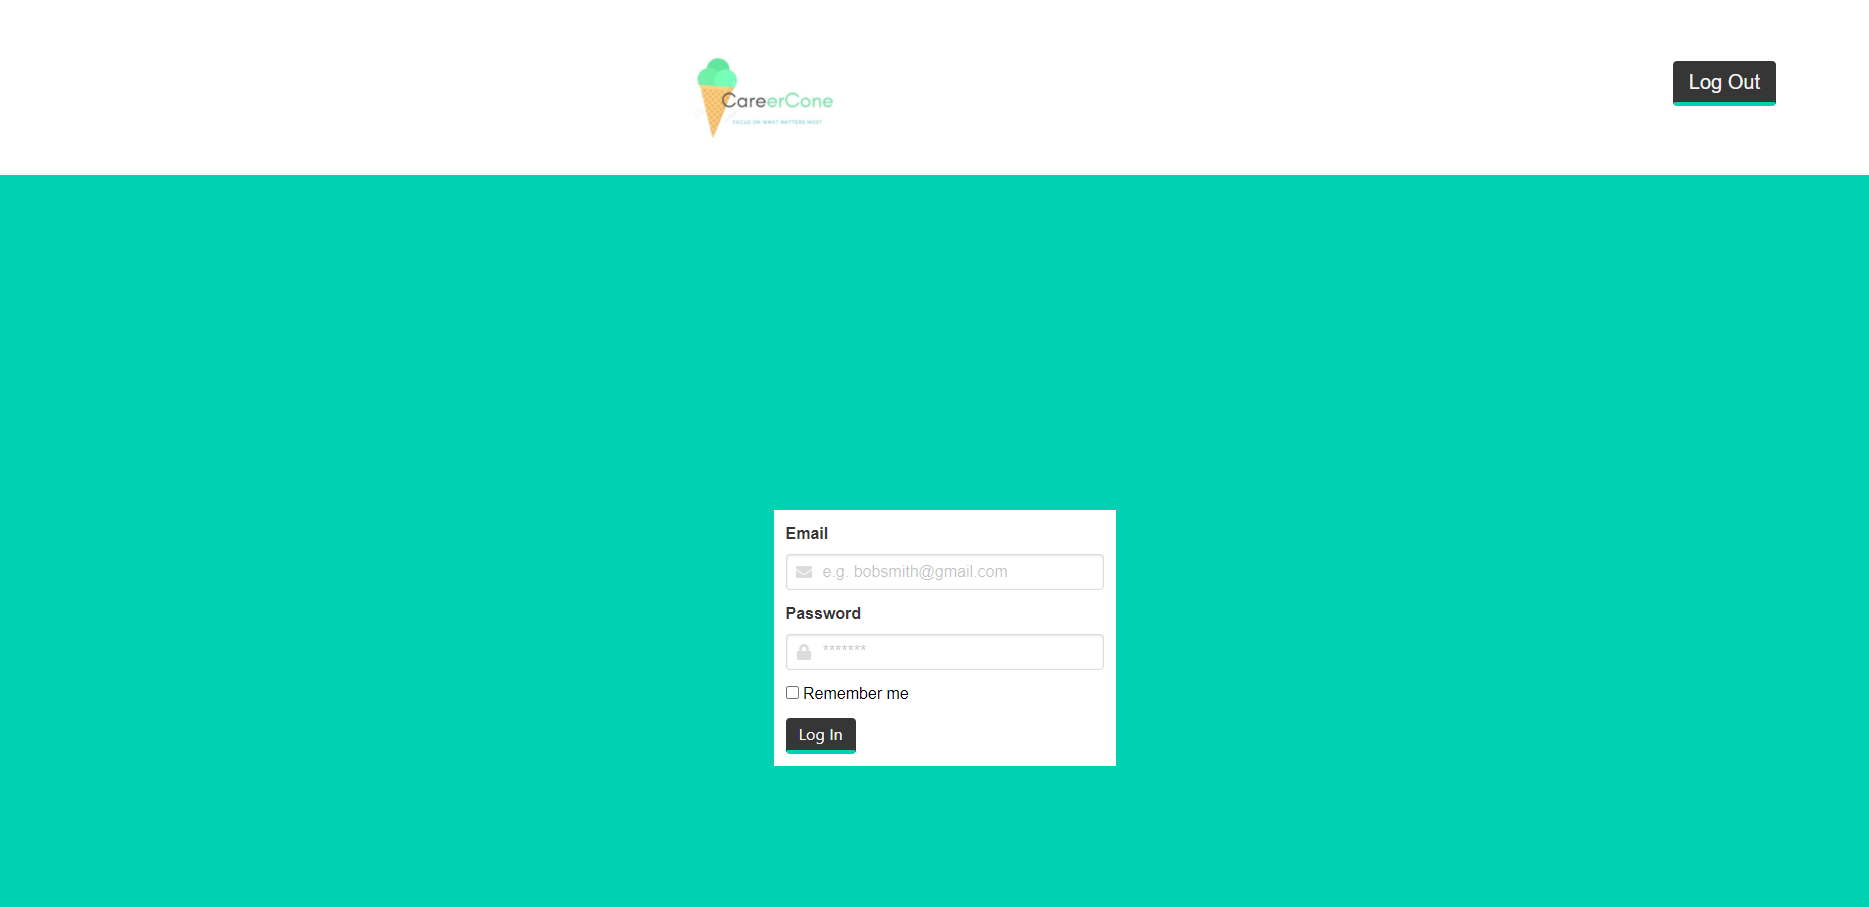 CareerCone
FOCUS ON WHAT MATTERS MOST
Log Out
Email
e.g. bobsmith@gmail.com
Password
*******
Remember me
Log In